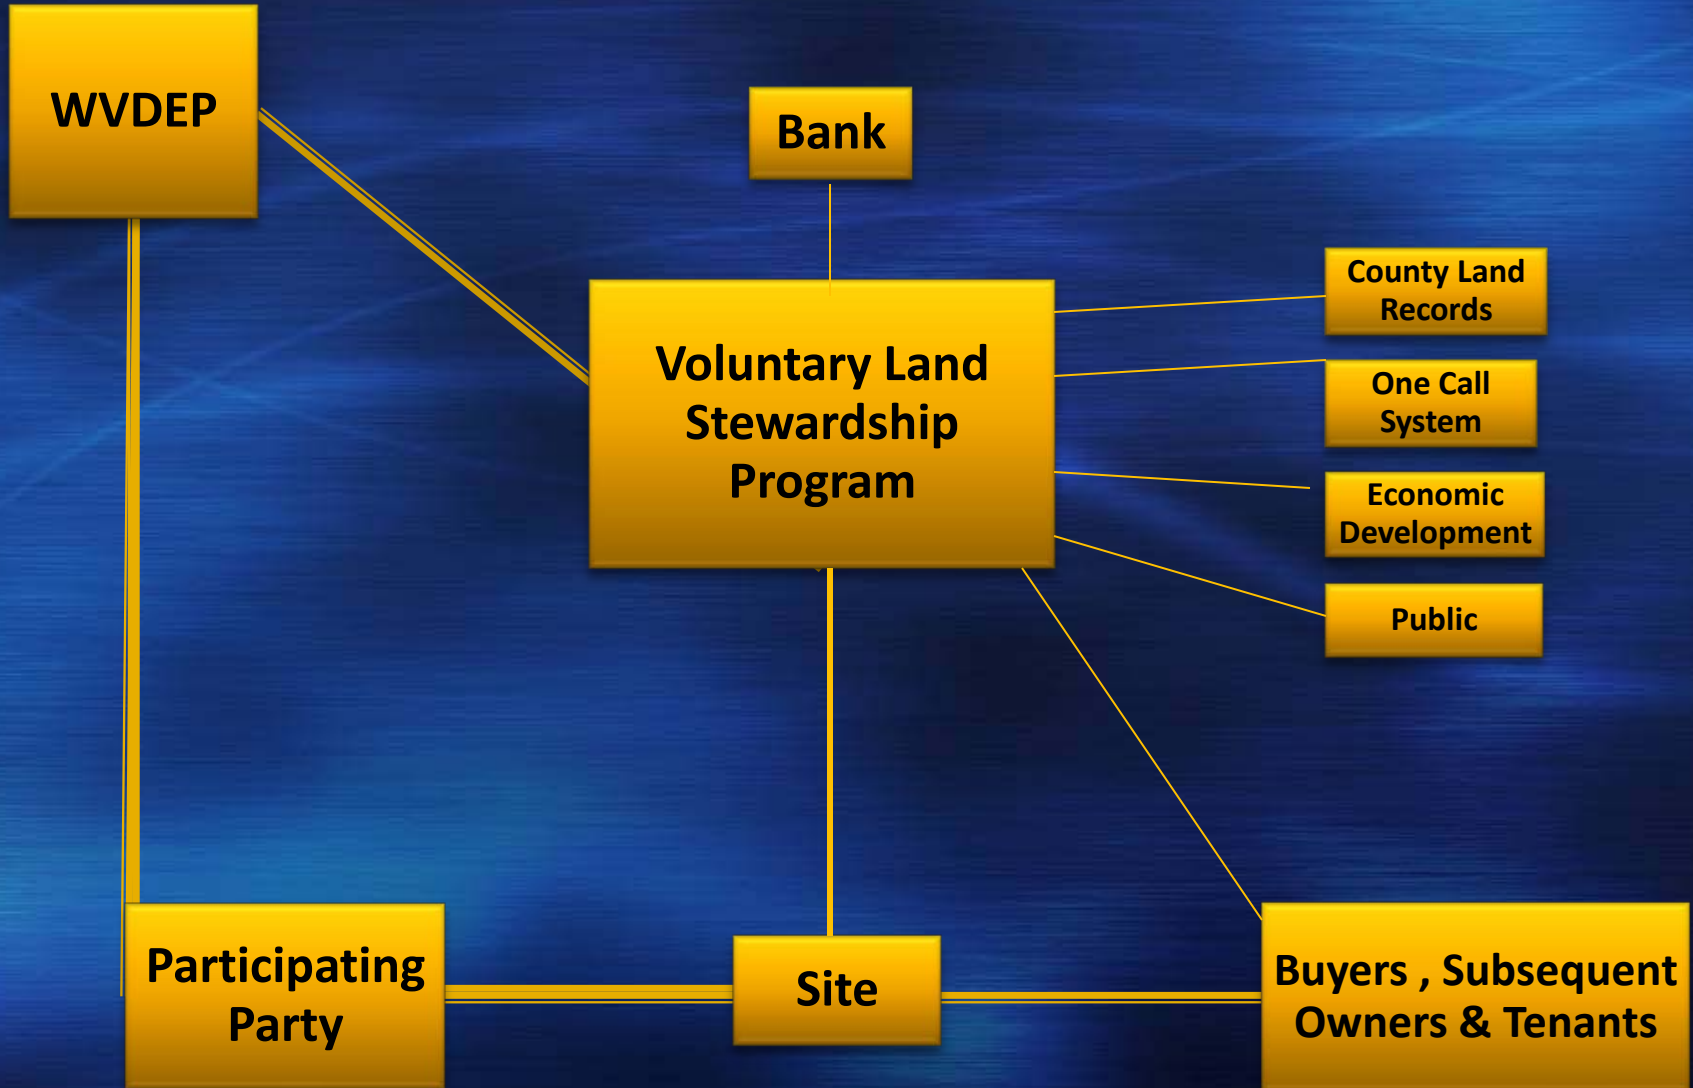 WVDEP
Bank
Voluntary Land
Stewardship
Program
County Land
Records
One Call
System
Economic
Development
Public
Participating
Party
Site
Buyers , Subsequent
Owners & Tenants